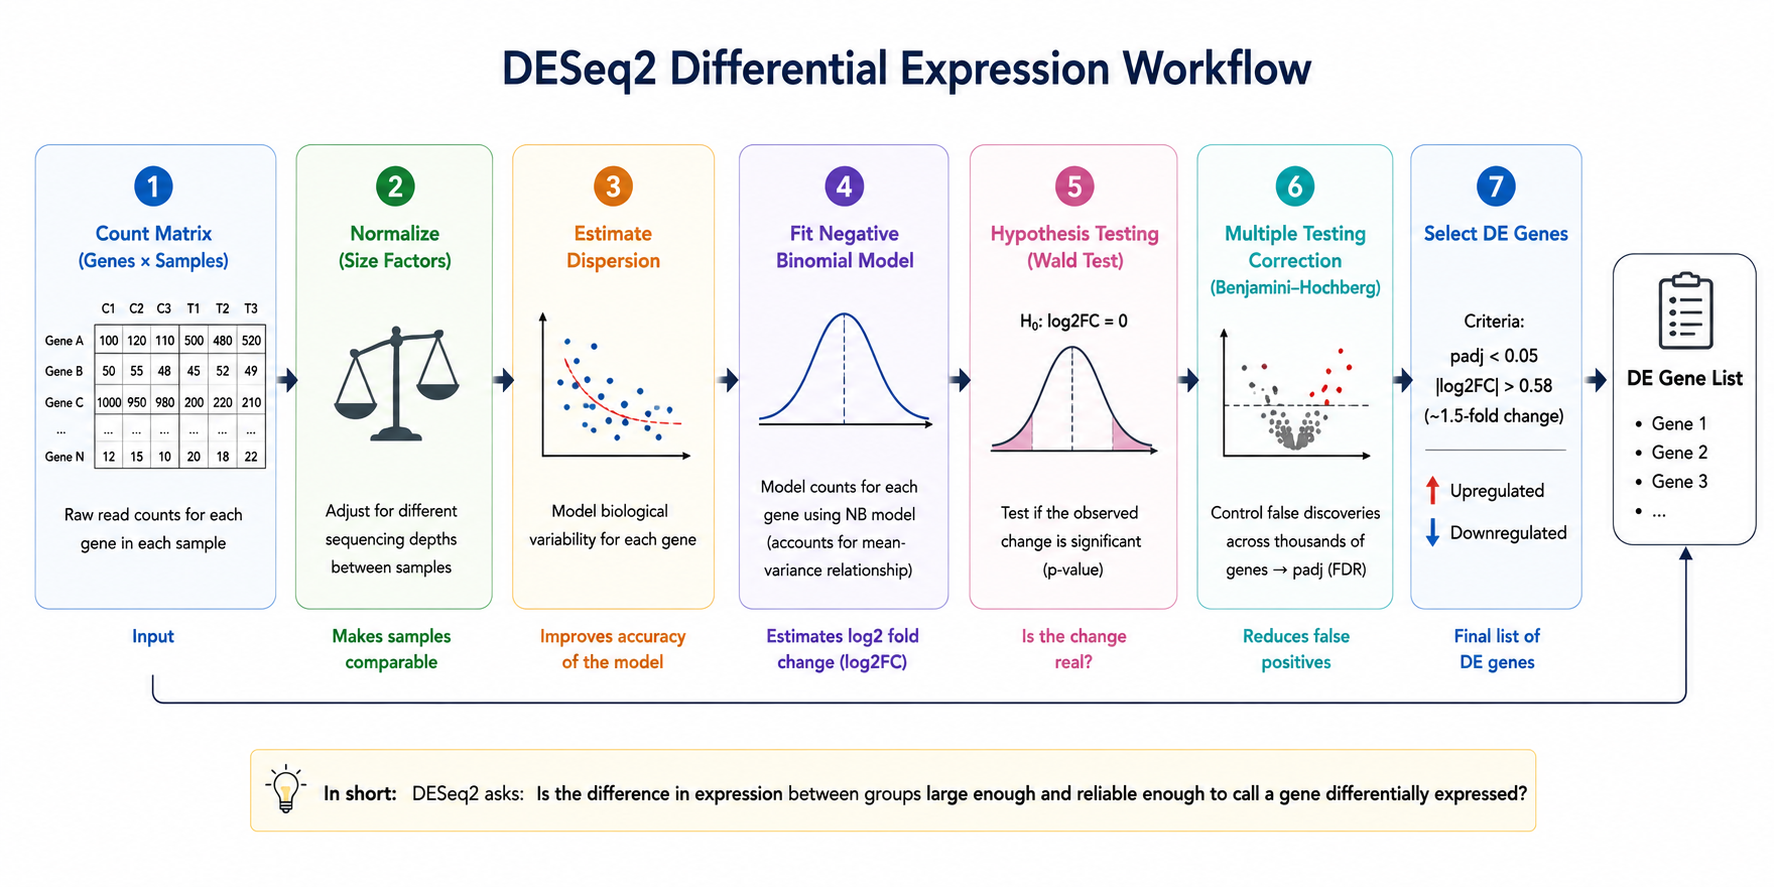 DESeq2 Differential Expression Workflow
1
Count Matrix
(Genes × Samples)
C1 C2 C3 T1 T2 T3
Gene A 100 120 110 500 480 520
Gene B 50 55 48 45 52 49
Gene C 1000 950 980 200 220 210
... ... ... ... ... ... ...
Gene N 12 15 10 20 18 22
Raw read counts for each
gene in each sample
Input
2
Normalize
(Size Factors)
Adjust for different
sequencing depths
between samples
Makes samples
comparable
3
Estimate
Dispersion
Model biological
variability for each gene
Improves accuracy
of the model
4
Fit Negative
Binomial Model
Model counts for each
gene using NB model
(accounts for mean-
variance relationship)
Estimates log2 fold
change (log2FC)
5
Hypothesis Testing
(Wald Test)
H₀: log2FC = 0
Test if the observed
change is significant
(p-value)
Is the change
real?
6
Multiple Testing
Correction
(Benjamini–Hochberg)
Control false discoveries
across thousands of
genes → padj (FDR)
Reduces false
positives
7
Select DE Genes
Criteria:
padj < 0.05
|log2FC| > 0.58
(~1.5-fold change)
Upregulated
Downregulated
Final list of
DE genes
DE Gene List
• Gene 1
• Gene 2
• Gene 3
• ...
In short: DESeq2 asks: Is the difference in expression between groups large enough and reliable enough to call a gene differentially expressed?